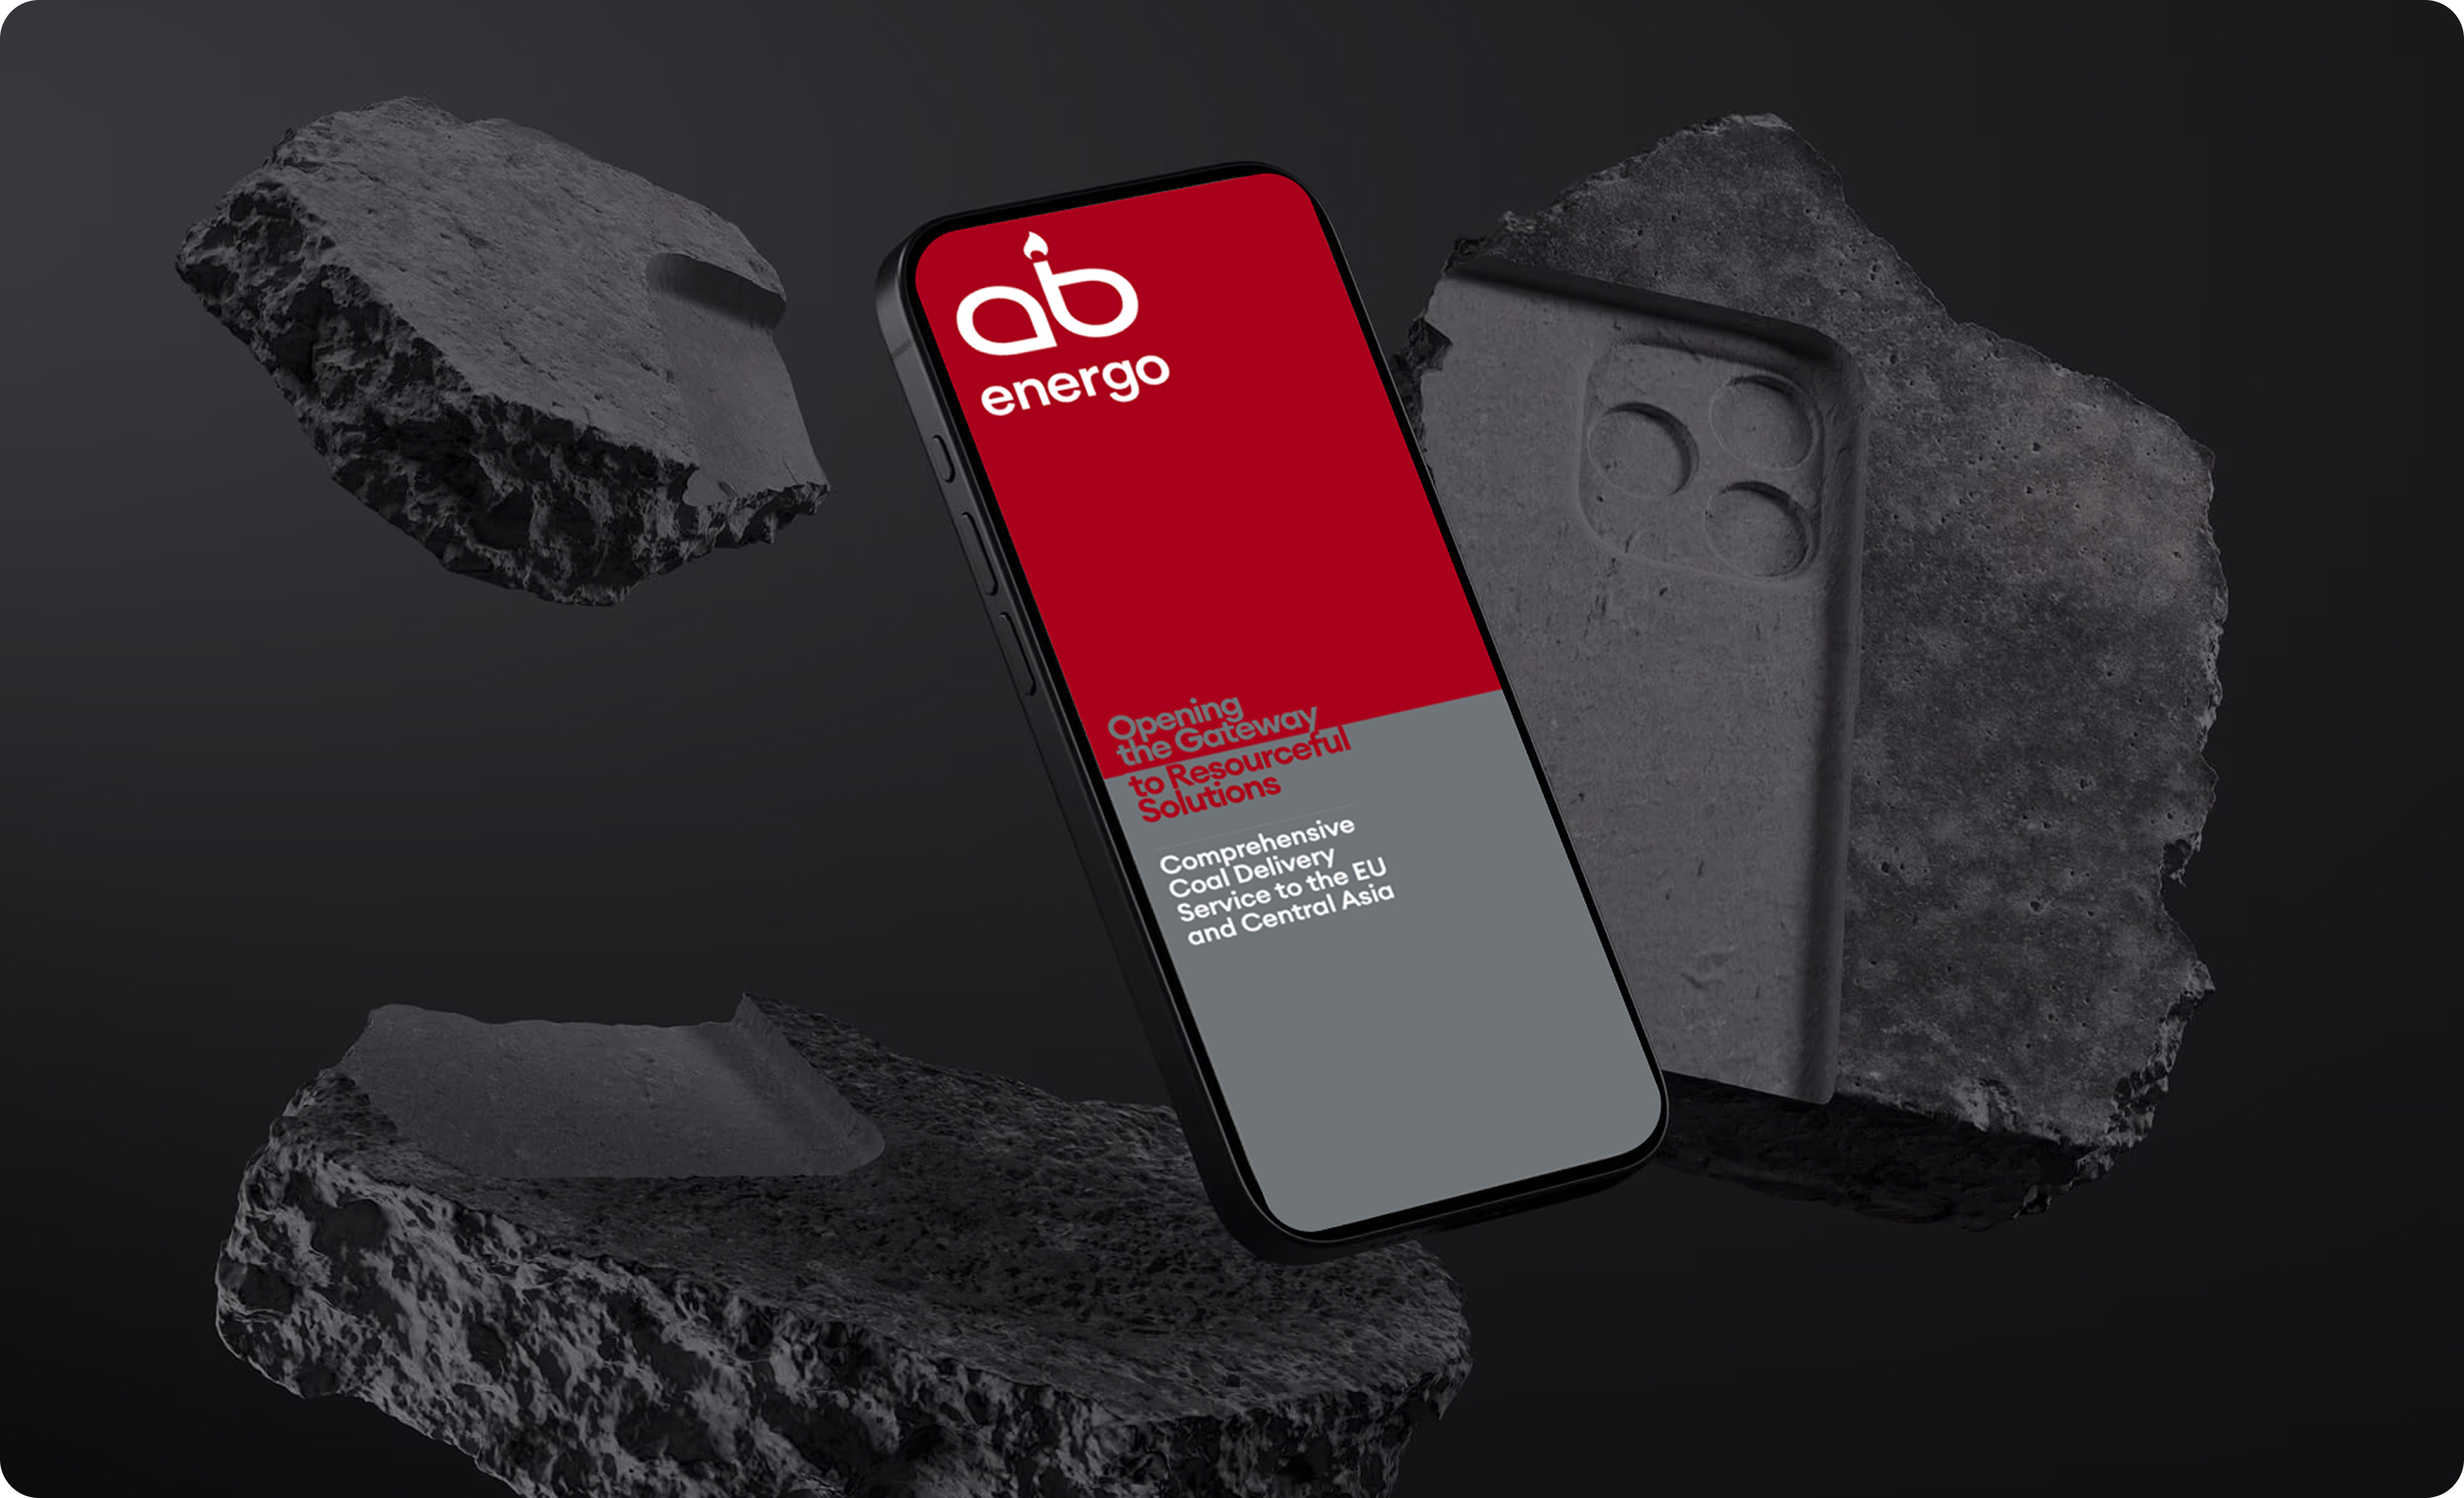 ab
energo
Opening
the Gateway
to Resourceful
Solutions
Comprehensive
Coal Delivery
Service to the EU
and Central Asia